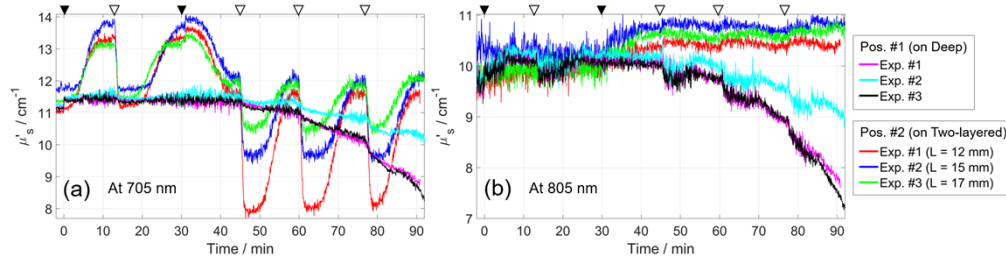 14
13
12
11
10
9
8
μ's / cm-1
(a)
At 705 nm
0 10 20 30 40 50 60 70 80 90
Time / min
11
10
9
8
7
μ's / cm-1
(b)
At 805 nm
0 10 20 30 40 50 60 70 80 90
Time / min
Pos. #1 (on Deep)
Exp. #1
Exp. #2
Exp. #3
Pos. #2 (on Two-layered)
Exp. #1 (L = 12 mm)
Exp. #2 (L = 15 mm)
Exp. #3 (L = 17 mm)